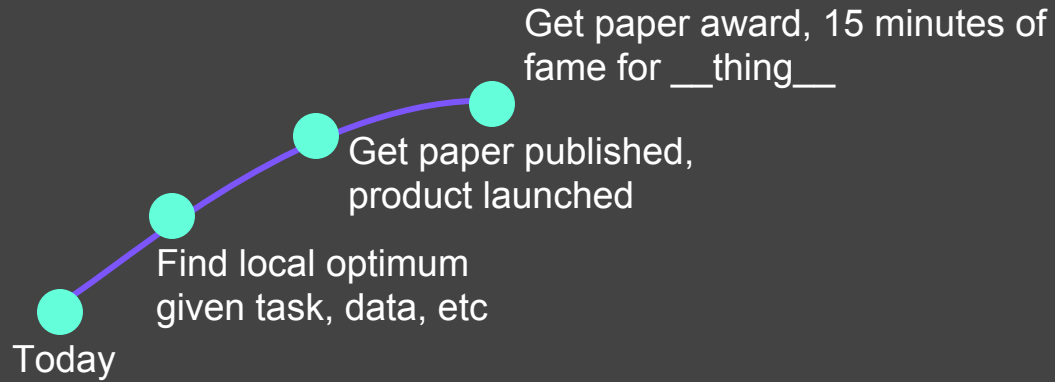 Get paper award, 15 minutes of
fame for __thing__
Get paper published,
product launched
Find local optimum
given task, data, etc
Today